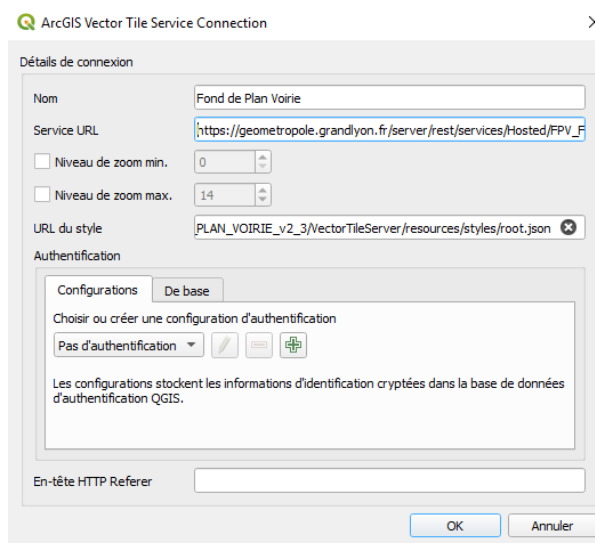 ArcGIS Vector Tile Service Connection
Détails de connexion
Nom
Fond de Plan Voirie
Service URL
https://geometropole.grandlyon.fr/server/rest/services/Hosted/FPV_F
Niveau de zoom min.
0
Niveau de zoom max.
14
URL du style
PLAN_VOIRIE_v2_3/VectorTileServer/resources/styles/root.json
Authentification
Configurations
De base
Choisir ou créer une configuration d'authentification
Pas d'authentification
Les configurations stockent les informations d'identification cryptées dans la base de données
d'authentification QGIS.
En-tête HTTP Referer
OK
Annuler